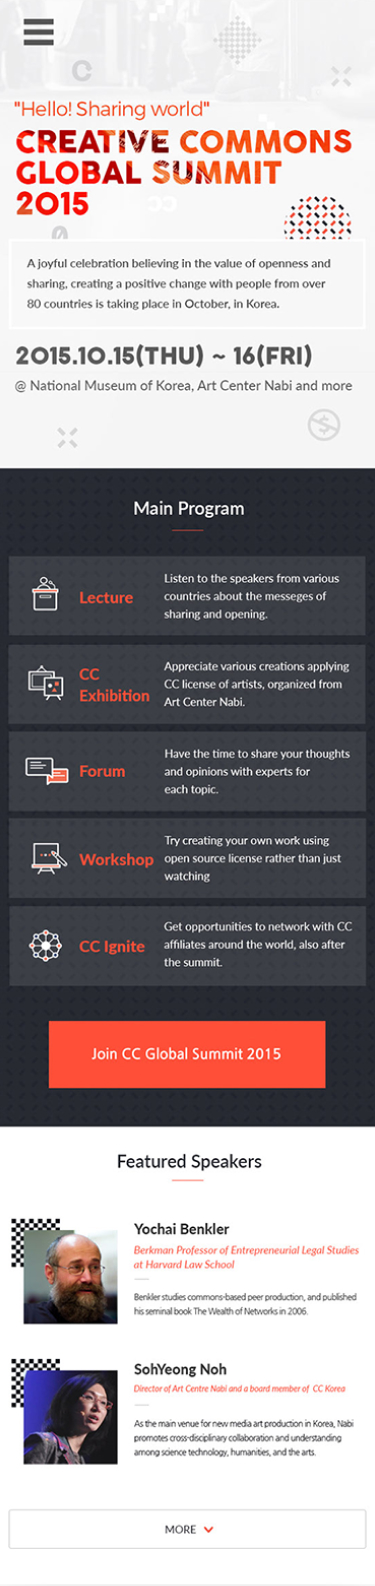 "Hello! Sharing world"
CREATIVE COMMONS
GLOBAL SUMMIT
2015
A joyful celebration believing in the value of openness and
sharing, creating a positive change with people from over
80 countries is taking place in October, in Korea.
2015.10.15(THU) ~ 16(FRI)
@ National Museum of Korea, Art Center Nabi and more
Main Program
Lecture
Listen to the speakers from various
countries about the messeges of
sharing and opening.
CC
Exhibition
Appreciate various creations applying
CC license of artists, organized from
Art Center Nabi.
Forum
Have the time to share your thoughts
and opinions with experts for
each topic.
Workshop
Try creating your own work using
open source license rather than just
watching
CC Ignite
Get opportunities to network with CC
affiliates around the world, also after
the summit.
Join CC Global Summit 2015
Featured Speakers
Yochai Benkler
Berkman Professor of Entrepreneurial Legal Studies
at Harvard Law School
Benkler studies commons-based peer production, and published
his seminal book The Wealth of Networks in 2006.
SohYeong Noh
Director of Art Centre Nabi and a board member of CC Korea
As the main venue for new media art production in Korea, Nabi
promotes cross-disciplinary collaboration and understanding
among science technology, humanities, and the arts.
MORE